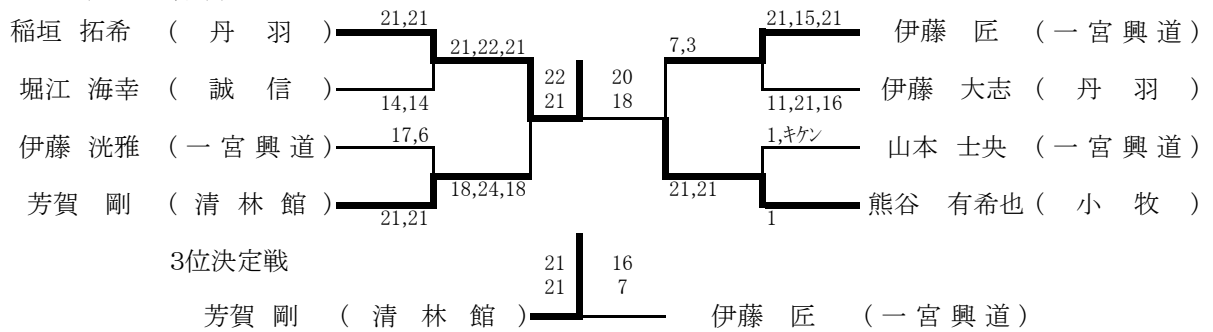 21,21 21,15,21
稲垣 拓希 ( 丹 羽 ) 伊藤 匠 (一宮興道)
21,22,21 7,3
22 20
堀江 海幸 ( 誠 信 ) 伊藤 大志 ( 丹 羽 )
14,14 21 18 11,21,16
17,6 1,キケン
伊藤 洸雅 (一宮興道) 山本 士央 (一宮興道)
18,24,18 21,21
芳賀 剛 ( 清 林 館 ) 熊谷 有希也 ( 小 牧 )
21,21 1
3位決定戦 21 16
21 7
芳賀 剛 ( 清 林 館 ) 伊藤 匠 (一宮興道)